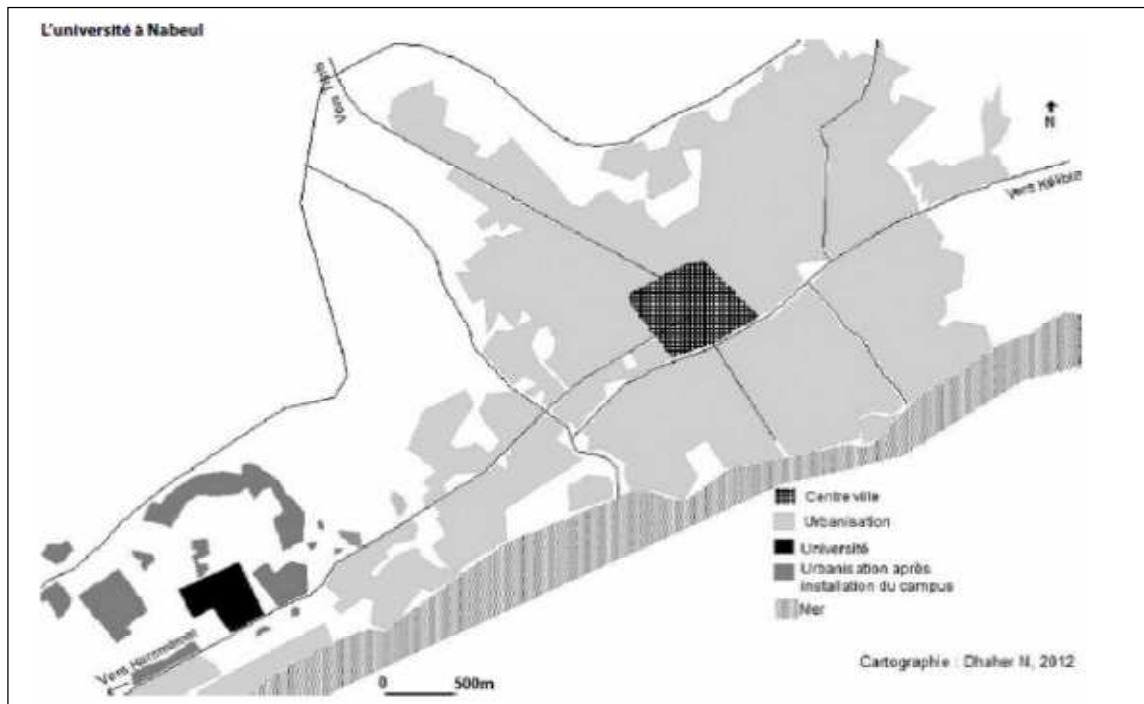 L'université à Nabeul
Vers Tunis
N
Vers Kélibia
Centre ville
Urbanisation
Université
Urbanisation après
installation du campus
Mer
Vers Hammamet
Cartographie : Dhaher N, 2012
0 500m